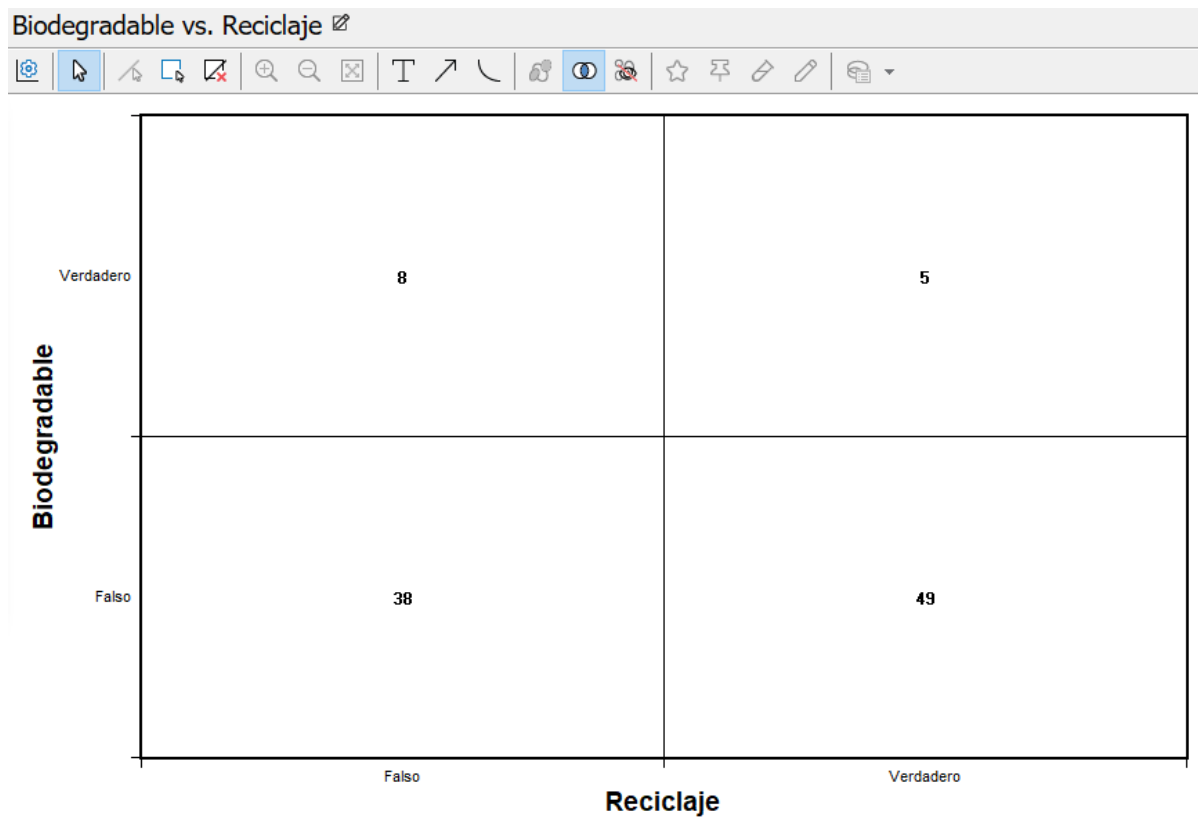 Biodegradable vs. Reciclaje
Verdadero
8
5
Biodegradable
Falso
38
49
Falso
Verdadero
Reciclaje